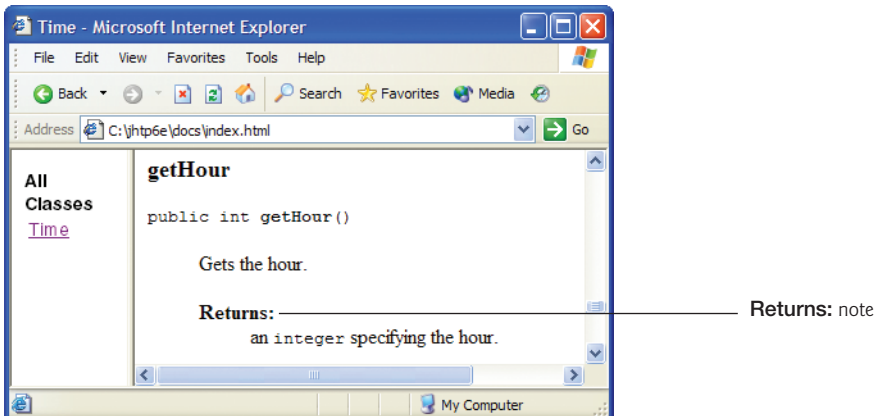 Time - Microsoft Internet Explorer
File Edit View Favorites Tools Help
Back Search Favorites Media
Address C:\jhtp6e\docs\index.html Go
All
Classes
Time
getHour
public int getHour()
Gets the hour.
Returns:
an integer specifying the hour.
Returns: note
My Computer